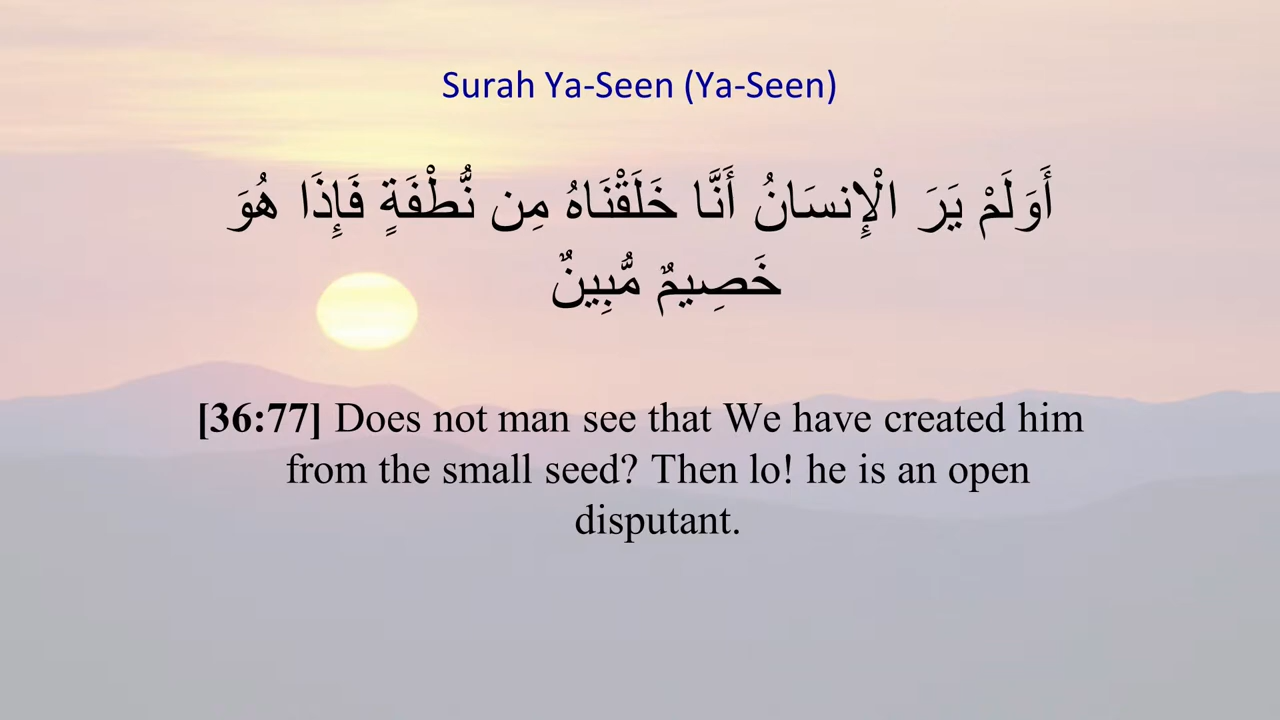 Surah Ya-Seen (Ya-Seen)
أَوَلَمْ يَرَ الْإِنسَانُ أَنَّا خَلَقْنَاهُ مِن نُّطْفَةٍ فَإِذَا هُوَ
خَصِيمٌ مُّبِينٌ
[36:77] Does not man see that We have created him
from the small seed? Then lo! he is an open
disputant.